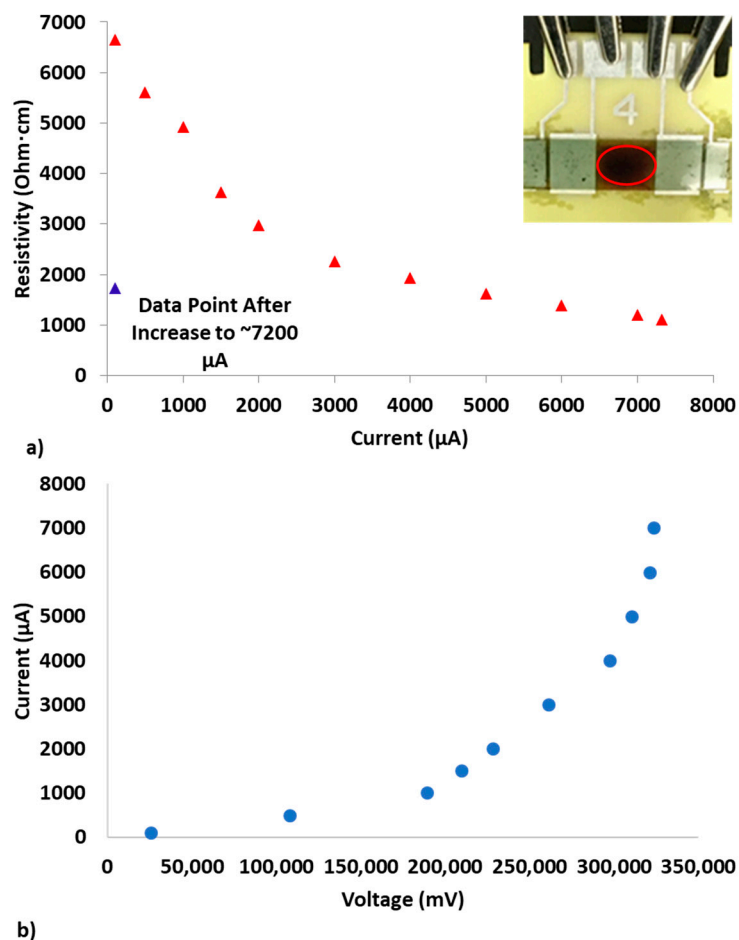 7000
6000
5000
4000
3000
2000
1000
0
Resistivity (Ohm·cm)
4
Data Point After
Increase to ~7200
µA
0 1000 2000 3000 4000 5000 6000 7000 8000
Current (µA)
a)
8000
7000
6000
5000
4000
3000
2000
1000
0
Current (µA)
0 50,000 100,000 150,000 200,000 250,000 300,000 350,000
Voltage (mV)
b)